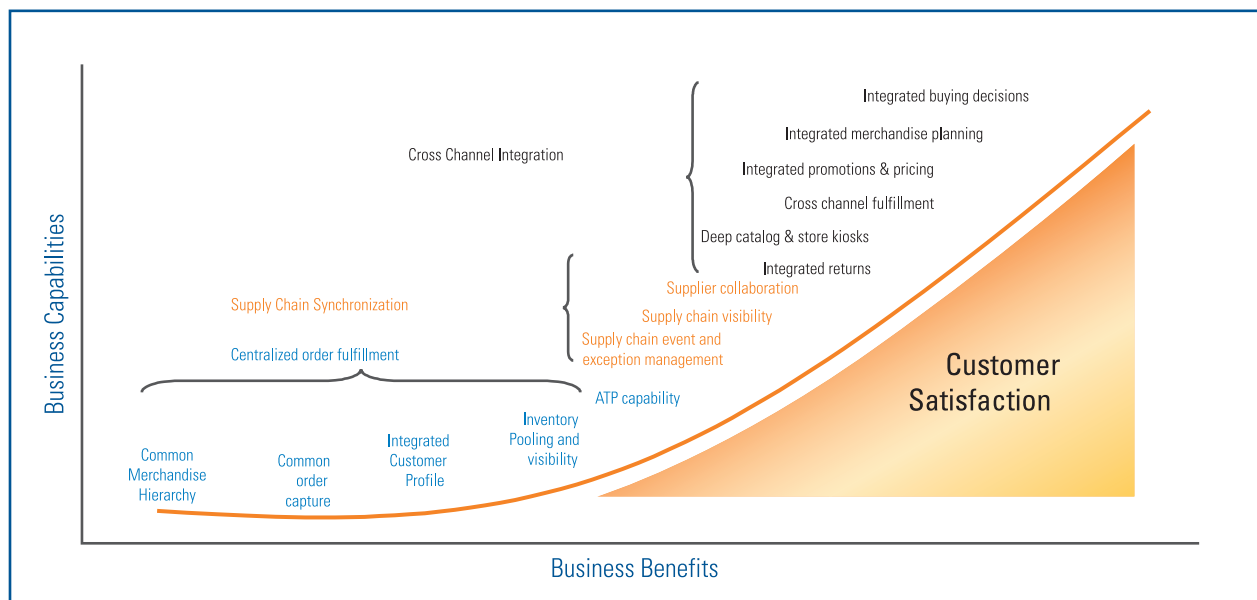 Integrated buying decisions
Integrated merchandise planning
Cross Channel Integration
Integrated promotions & pricing
Cross channel fulfillment
Deep catalog & store kiosks
Integrated returns
Supplier collaboration
Supply Chain Synchronization
Supply chain visibility
Supply chain event and
exception management
Centralized order fulfillment
ATP capability
Inventory
Pooling and
visibility
Integrated
Customer
Profile
Common
order
capture
Common
Merchandise
Hierarchy
Customer
Satisfaction
Business Capabilities
Business Benefits